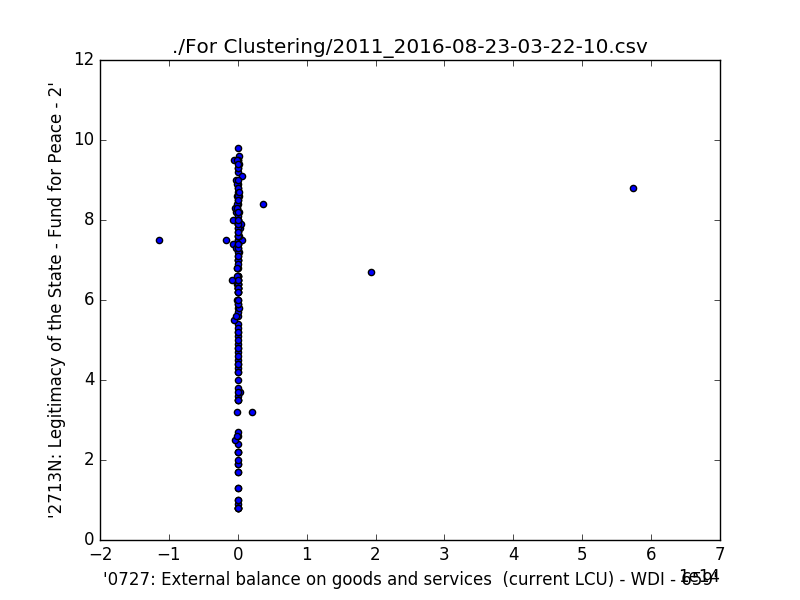 ./For Clustering/2011_2016-08-23-03-22-10.csv
'2713N: Legitimacy of the State - Fund for Peace - 2'
12
10
8
6
4
2
0
−2 −1 0 1 2 3 4 5 6 7
1e14
'0727: External balance on goods and services (current LCU) - WDI - 659'